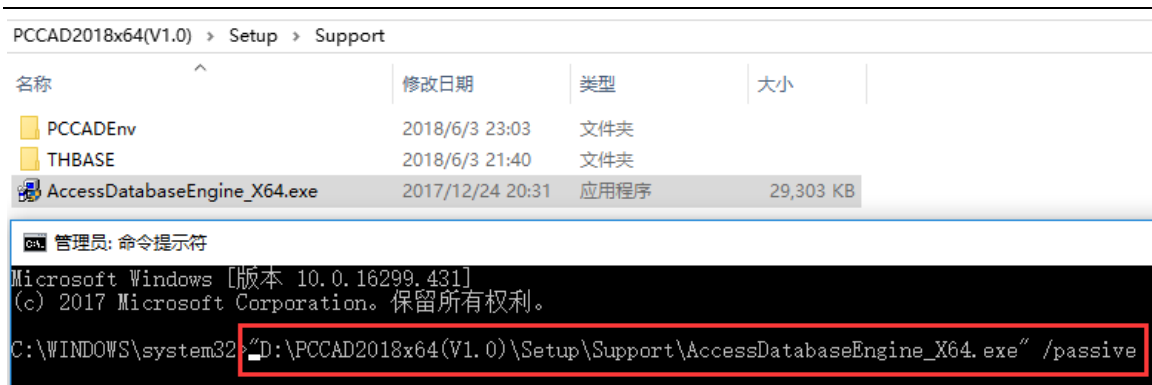 PCCAD2018x64(V1.0) > Setup > Support
名称 修改日期 类型 大小
PCCADEnv 2018/6/3 23:03 文件夹
THBASE 2018/6/3 21:40 文件夹
AccessDatabaseEngine_X64.exe 2017/12/24 20:31 应用程序 29,303 KB
管理员: 命令提示符
Microsoft Windows [版本 10.0.16299.431]
(c) 2017 Microsoft Corporation。保留所有权利。
C:\WINDOWS\system32>"D:\PCCAD2018x64(V1.0)\Setup\Support\AccessDatabaseEngine_X64.exe" /passive